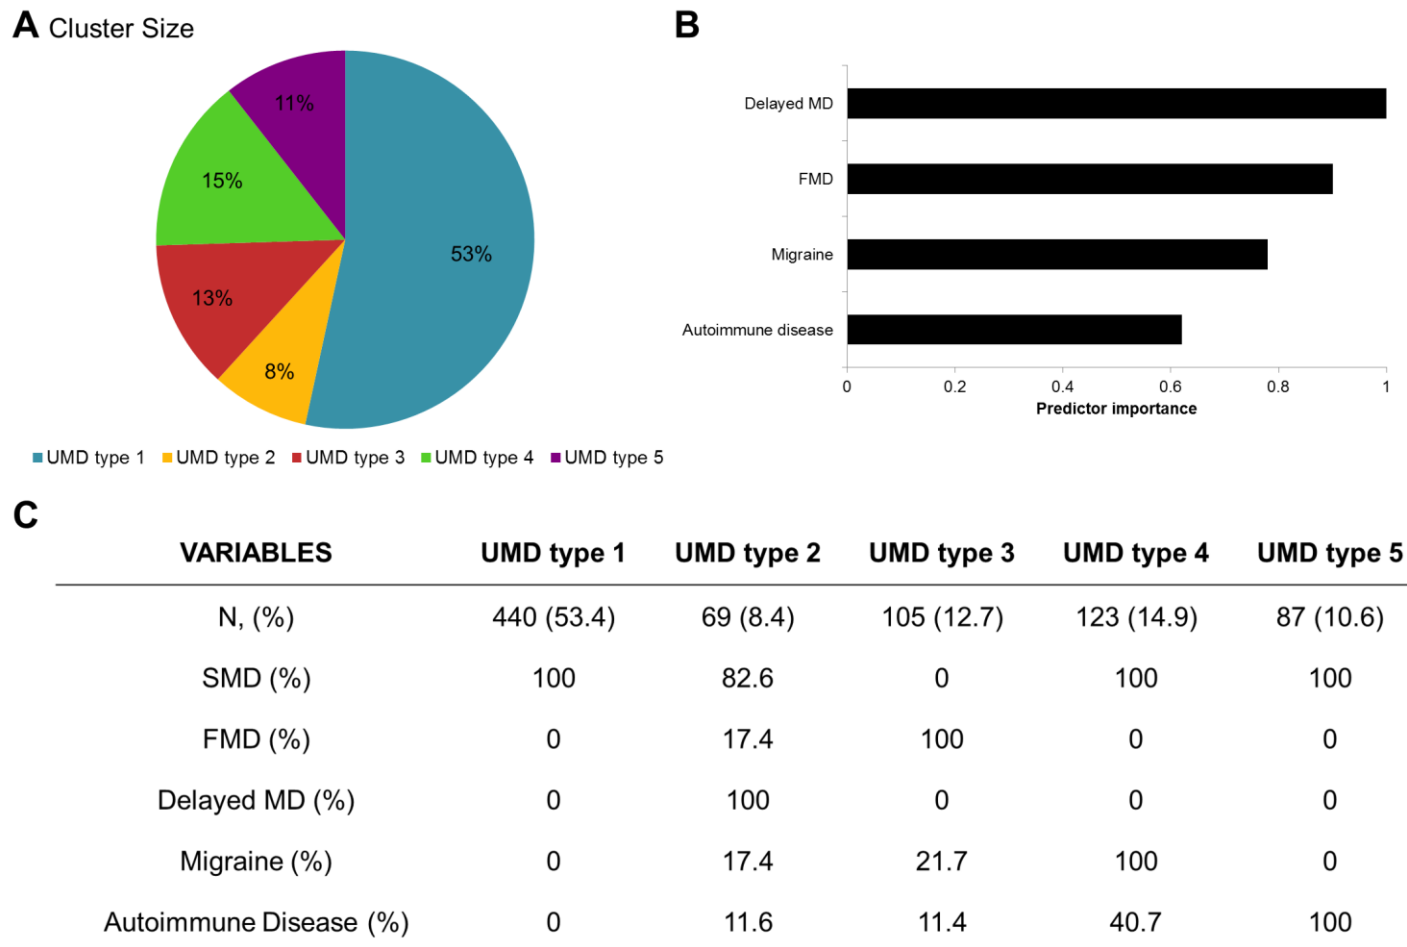 A Cluster Size
53%
8%
13%
15%
11%
UMD type 1 UMD type 2 UMD type 3 UMD type 4 UMD type 5
B
Delayed MD
FMD
Migraine
Autoimmune disease
0 0.2 0.4 0.6 0.8 1
Predictor importance
C
VARIABLES UMD type 1 UMD type 2 UMD type 3 UMD type 4 UMD type 5
N, (%) 440 (53.4) 69 (8.4) 105 (12.7) 123 (14.9) 87 (10.6)
SMD (%) 100 82.6 0 100 100
FMD (%) 0 17.4 100 0 0
Delayed MD (%) 0 100 0 0 0
Migraine (%) 0 17.4 21.7 100 0
Autoimmune Disease (%) 0 11.6 11.4 40.7 100